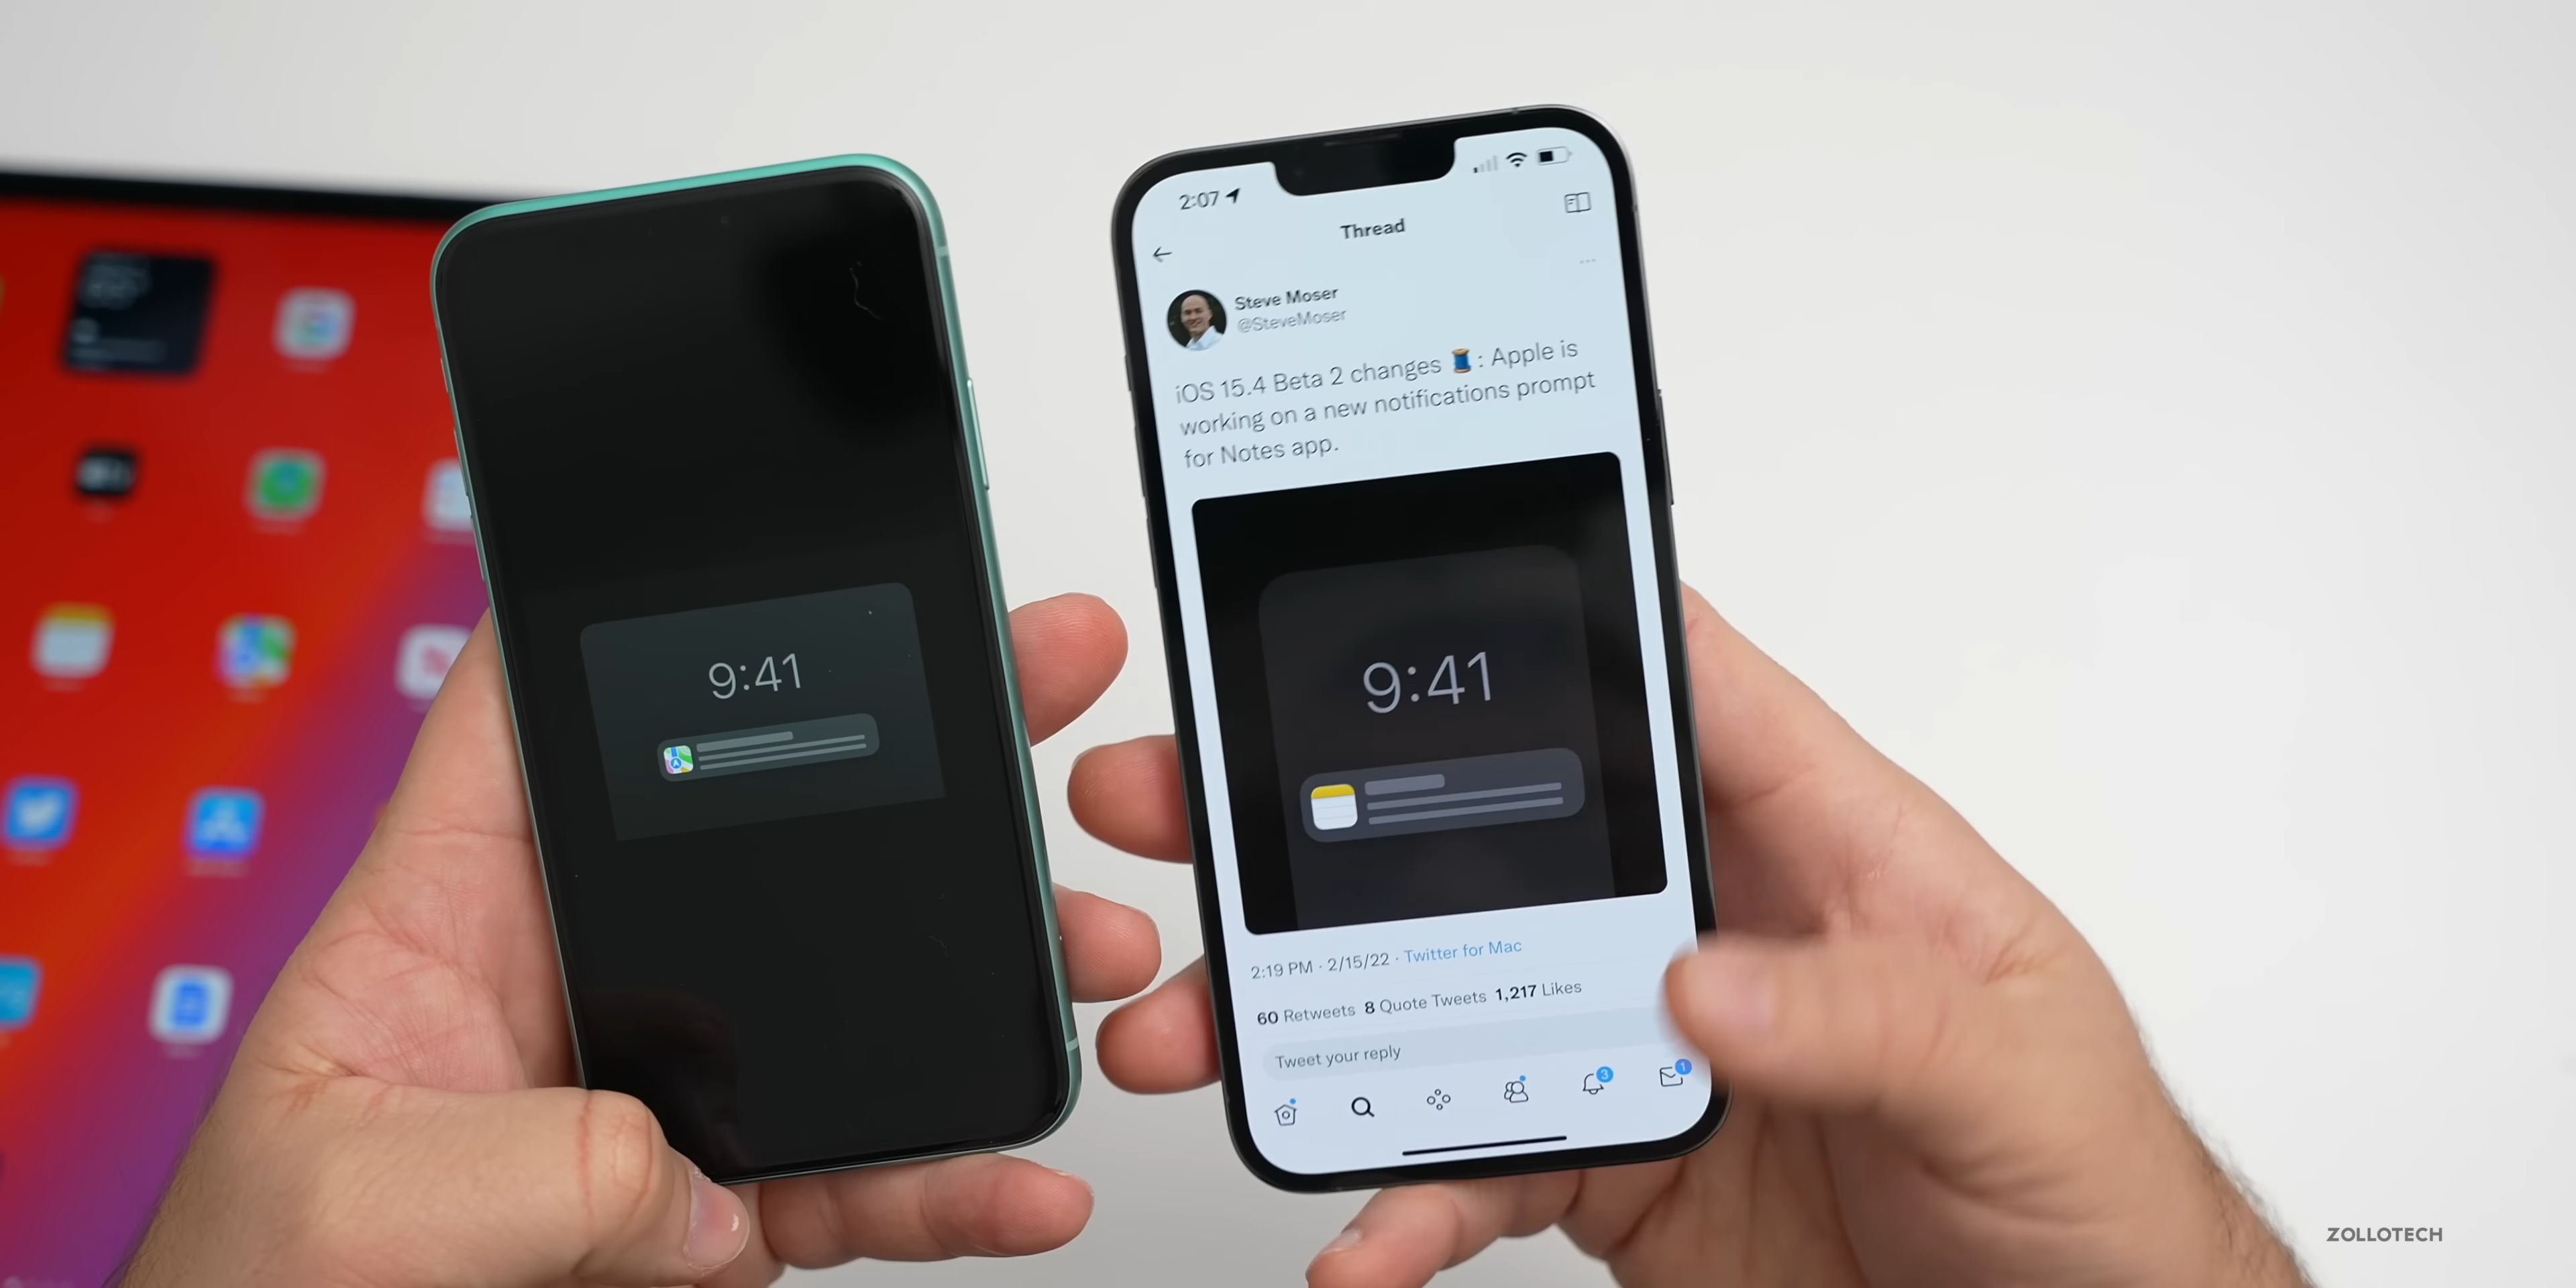 9:41
2:07
Thread
Steve Moser
@SteveMoser
iOS 15.4 Beta 2 changes 🧵: Apple is
working on a new notifications prompt
for Notes app.
9:41
2:19 PM · 2/15/22 · Twitter for Mac
60 Retweets 8 Quote Tweets 1,217 Likes
Tweet your reply
3
1
ZOLLOTECH